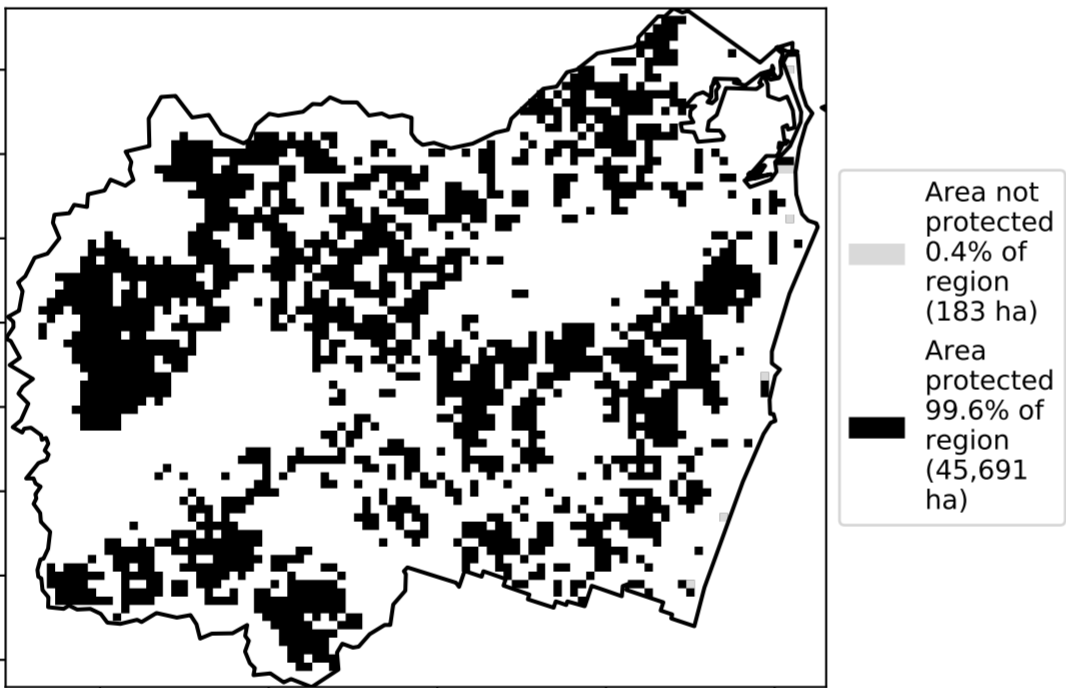 Area not
protected
0.4% of
region
(183 ha)
Area
protected
99.6% of
region
(45,691
ha)